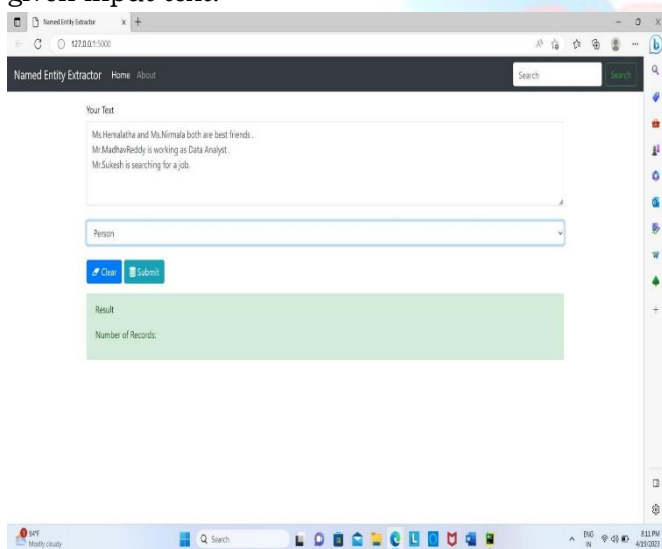 given input text.
Named Entity Extractor
127.0.0.1:5000
Named Entity Extractor Home About
Search Search
Your Text
Ms.Hemalatha and Ms.Nirmala both are best friends .
Mr.MadhavReddy is working as Data Analyst .
Mr.Sukesh is searching for a job.
Person
Clear Submit
Result
Number of Records:
94°F
Mostly cloudy
Search
ENG
IN
8:11 PM
4/19/2023